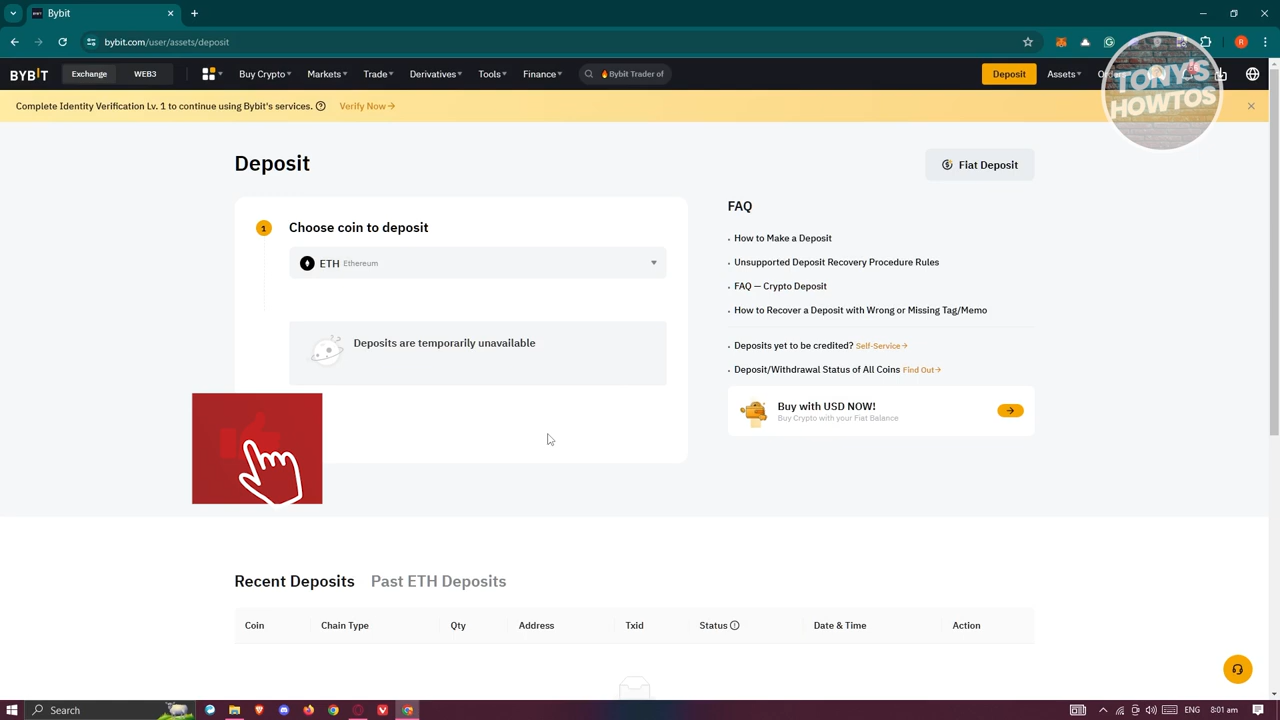 Bybit
bybit.com/user/assets/deposit
BYBIT
Exchange
WEB3
Buy Crypto
Markets
Trade
Derivatives
Tools
Finance
Bybit Trader of
Deposit
Assets
Orders
TONY'S
HOWTOS
Complete Identity Verification Lv. 1 to continue using Bybit's services.
Verify Now
Deposit
Fiat Deposit
1
Choose coin to deposit
ETH Ethereum
Deposits are temporarily unavailable
FAQ
How to Make a Deposit
Unsupported Deposit Recovery Procedure Rules
FAQ — Crypto Deposit
How to Recover a Deposit with Wrong or Missing Tag/Memo
Deposits yet to be credited? Self-Service
Deposit/Withdrawal Status of All Coins Find Out
Buy with USD NOW!
Buy Crypto with your Fiat Balance
Recent Deposits
Past ETH Deposits
Coin
Chain Type
Qty
Address
Txid
Status
Date & Time
Action
Search
ENG
8:01 am